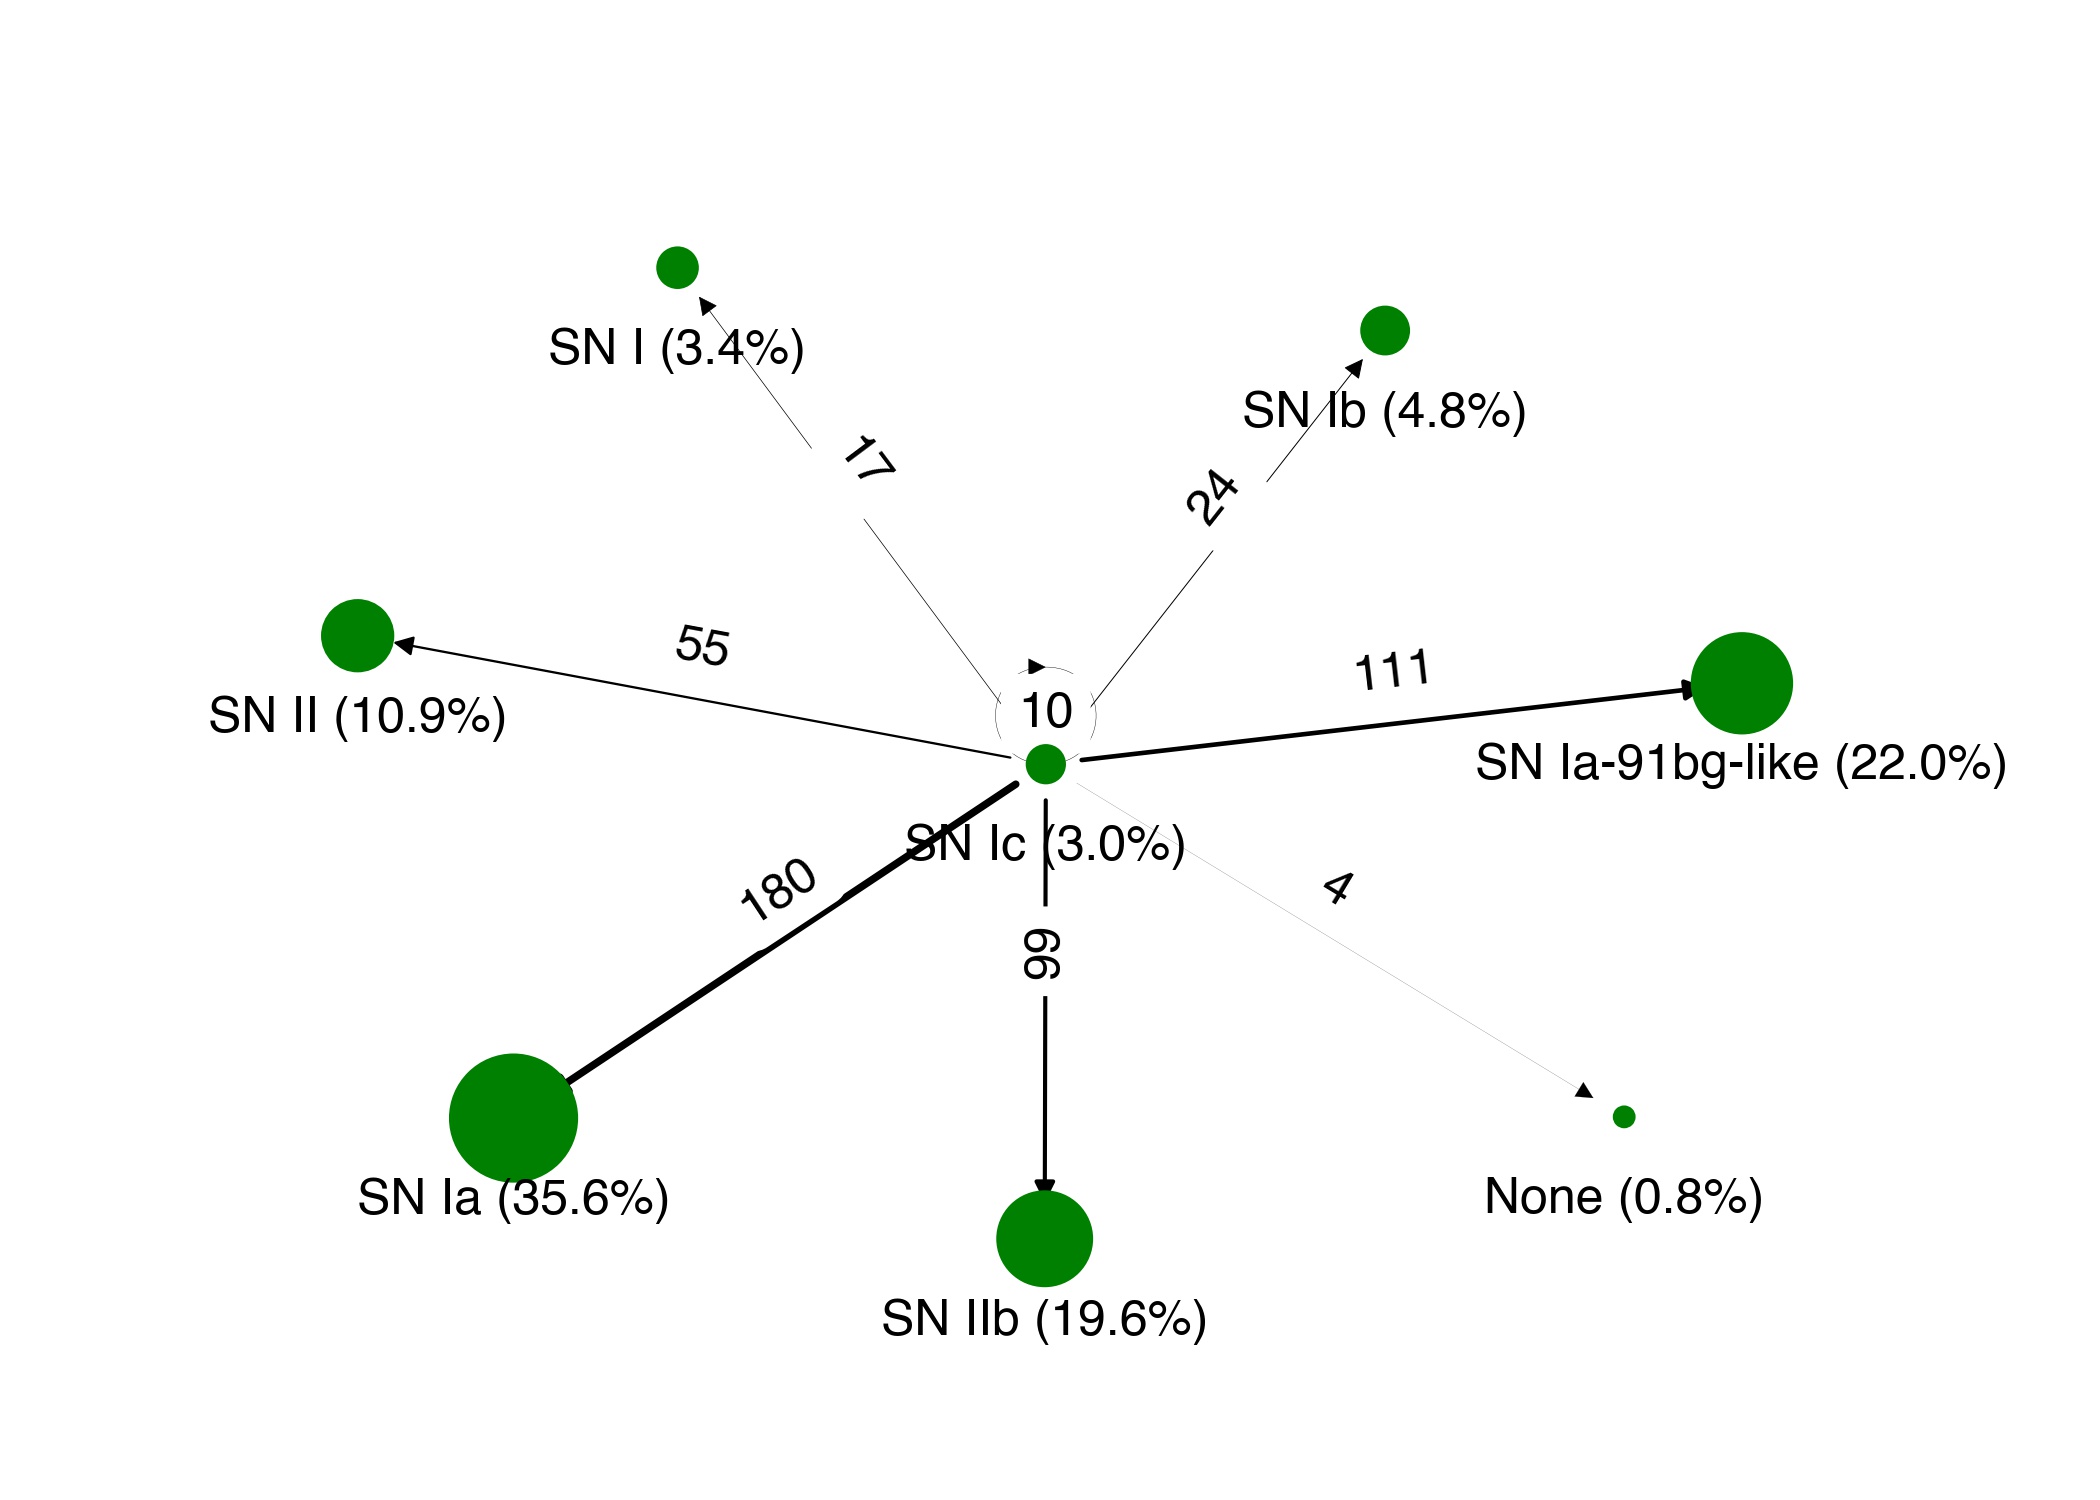 SN I (3.4%)
SN Ib (4.8%)
17
24
55
111
10
SN II (10.9%)
SN Ia-91bg-like (22.0%)
SN Ic (3.0%)
180
4
99
SN Ia (35.6%)
None (0.8%)
SN IIb (19.6%)